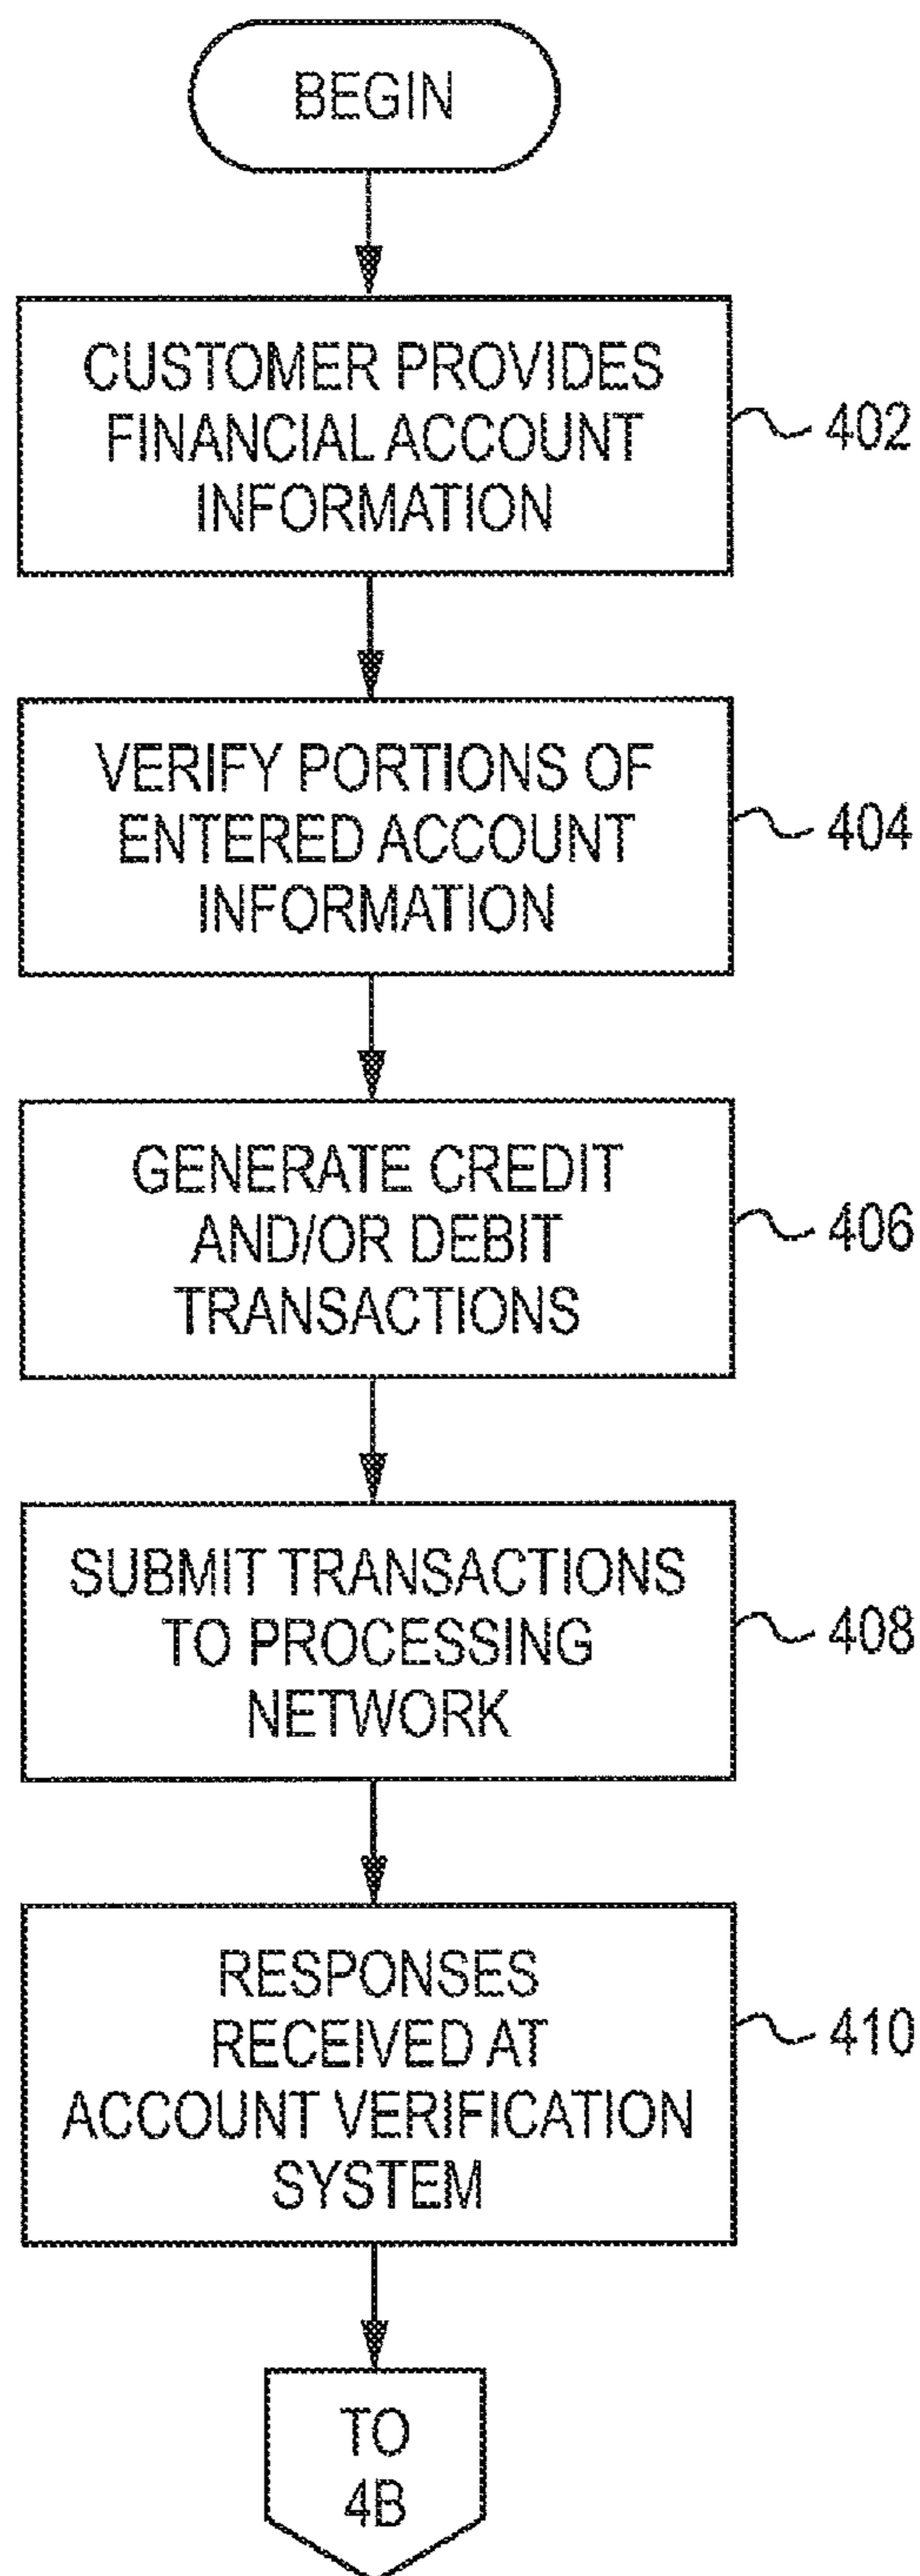 BEGIN
CUSTOMER PROVIDES
FINANCIAL ACCOUNT
INFORMATION
402
VERIFY PORTIONS OF
ENTERED ACCOUNT
INFORMATION
404
GENERATE CREDIT
AND/OR DEBIT
TRANSACTIONS
406
SUBMIT TRANSACTIONS
TO PROCESSING
NETWORK
408
RESPONSES
RECEIVED AT
ACCOUNT VERIFICATION
SYSTEM
410
TO
4B